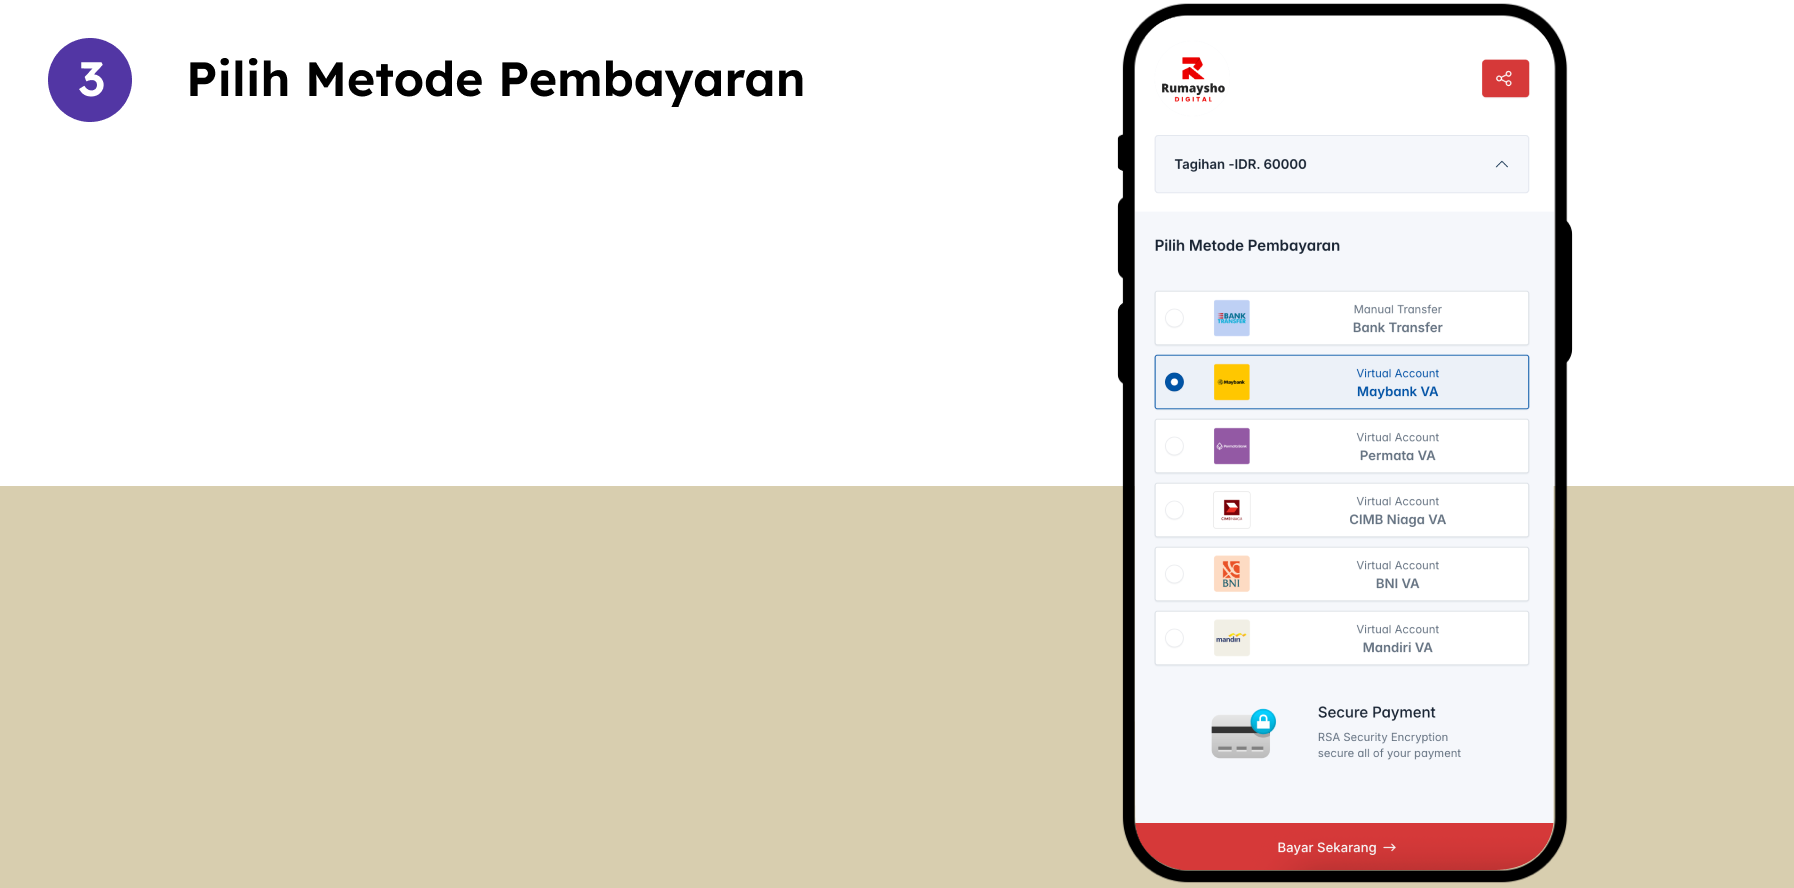 3
Pilih Metode Pembayaran
Rumaysho
DIGITAL
Tagihan -IDR. 60000
Pilih Metode Pembayaran
BANK
TRANSFER
Manual Transfer
Bank Transfer
Maybank
Virtual Account
Maybank VA
Virtual Account
Permata VA
CIMB NIAGA
Virtual Account
CIMB Niaga VA
BNI
Virtual Account
BNI VA
mandiri
Virtual Account
Mandiri VA
Secure Payment
RSA Security Encryption
secure all of your payment
Bayar Sekarang